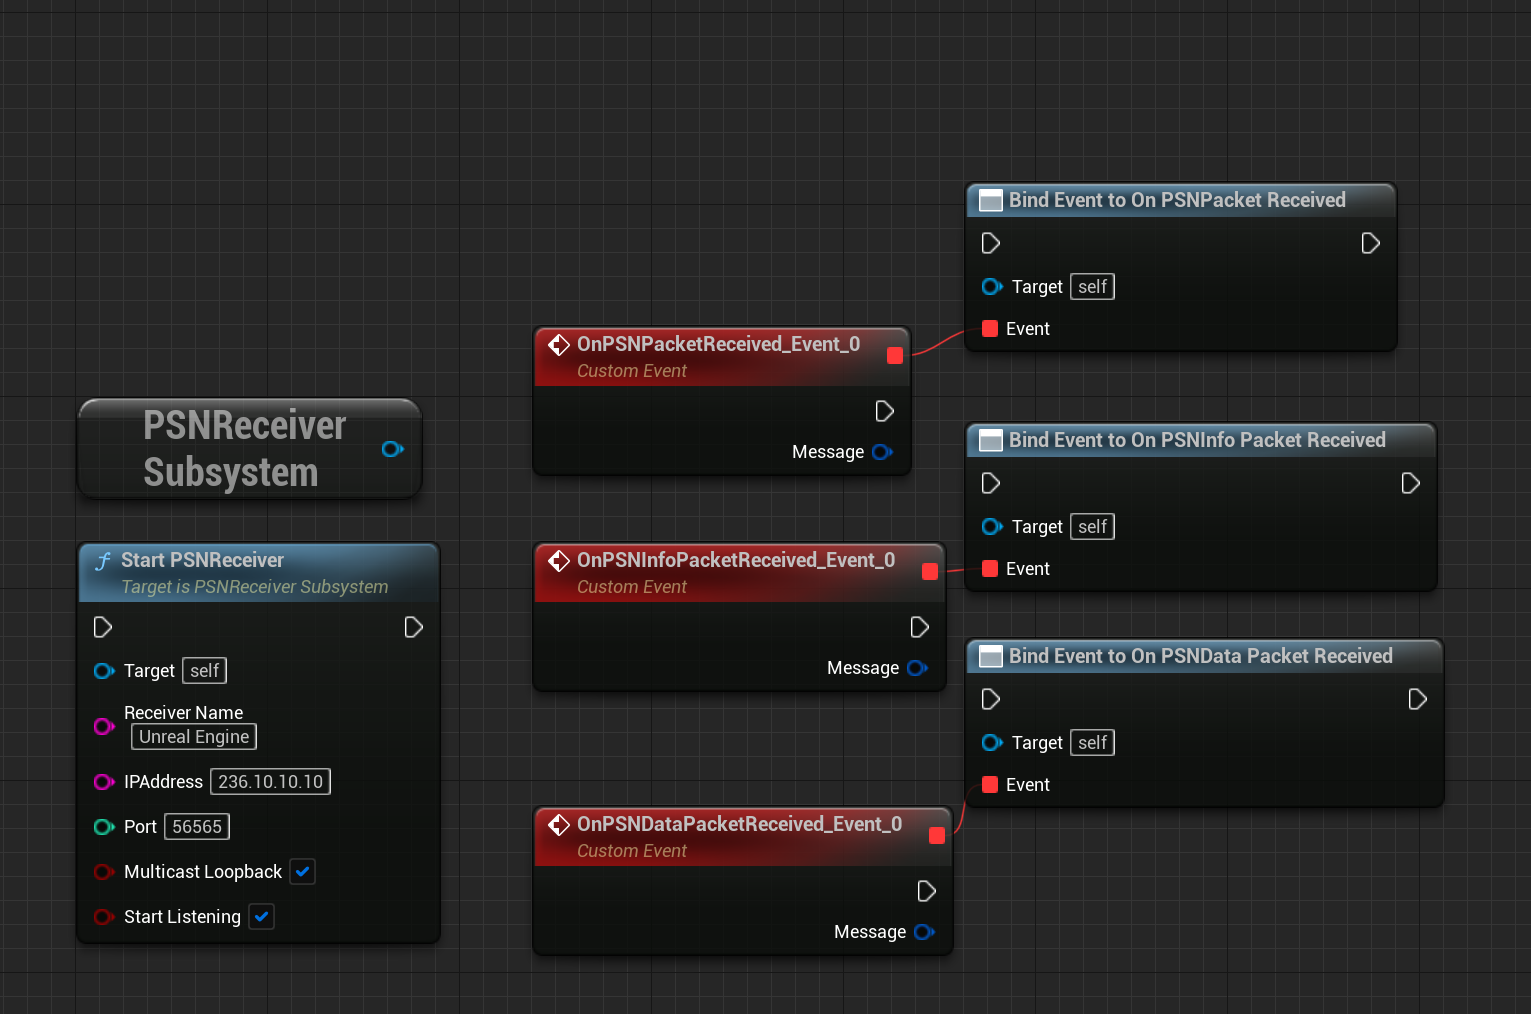 Bind Event to On PSNPacket Received
Target self
Event
OnPSNPacketReceived_Event_0
Custom Event
Message
PSNReceiver
Subsystem
Bind Event to On PSNInfo Packet Received
Target self
Event
Start PSNReceiver
Target is PSNReceiver Subsystem
Target self
Receiver Name
Unreal Engine
IPAddress 236.10.10.10
Port 56565
Multicast Loopback
Start Listening
OnPSNInfoPacketReceived_Event_0
Custom Event
Message
Bind Event to On PSNData Packet Received
Target self
Event
OnPSNDataPacketReceived_Event_0
Custom Event
Message